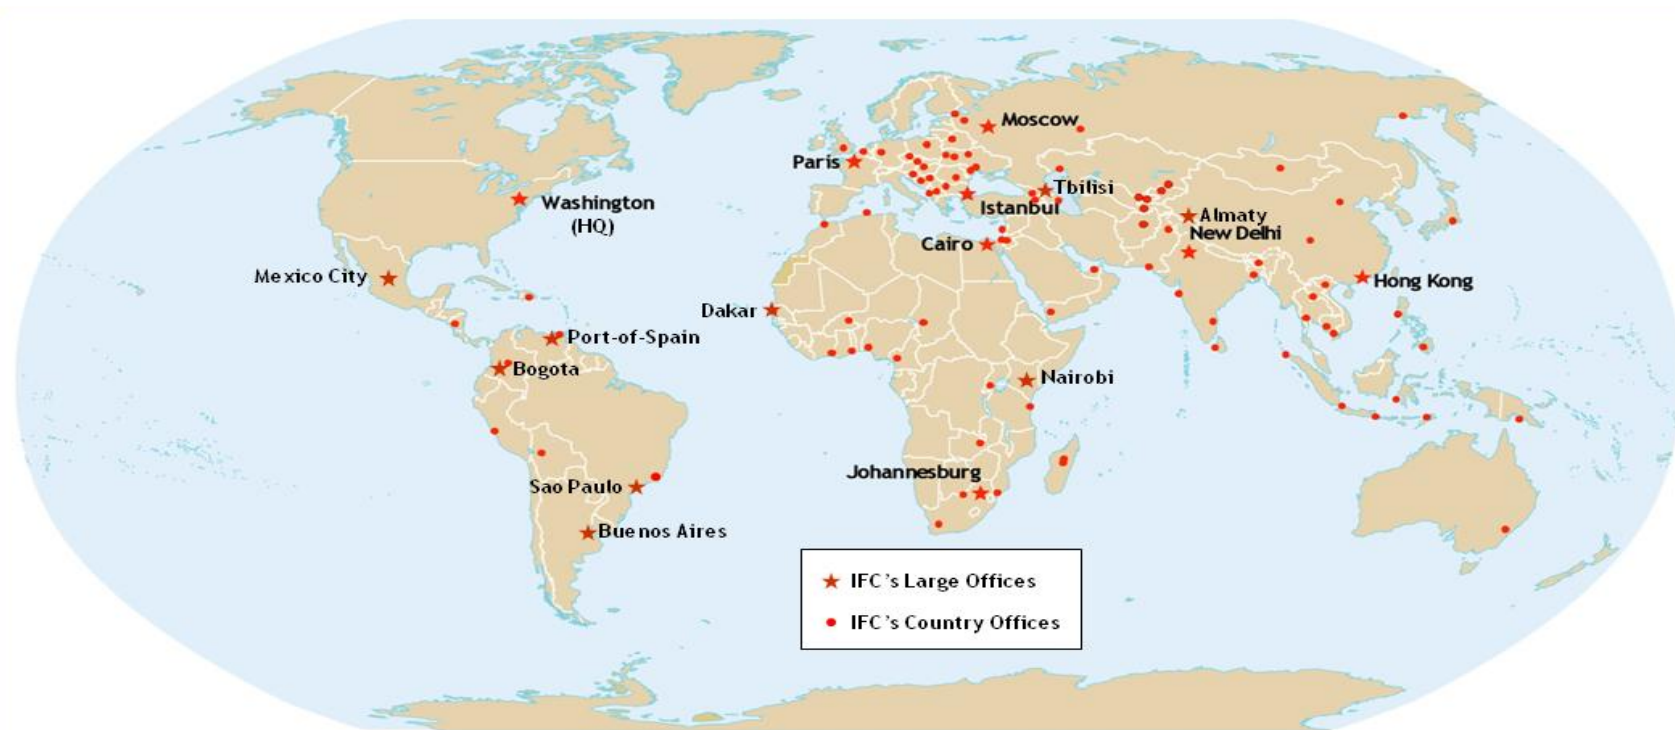 Moscow
Paris
Tbilisi
Washington
(HQ)
Istanbul
Almaty
New Delhi
Cairo
Mexico City
Hong Kong
Dakar
Port-of-Spain
Bogota
Nairobi
Johannesburg
Sao Paulo
Buenos Aires
IFC's Large Offices
IFC's Country Offices